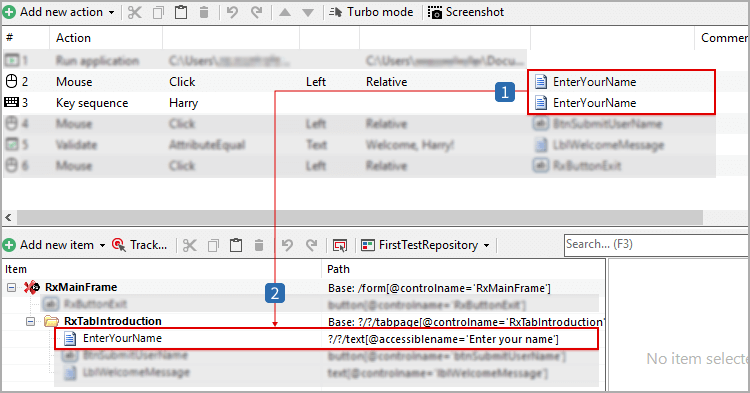 Add new action Turbo mode Screenshot
# Action Comme
1 Run application C:\Users\ C:\Users\ \Docu...
2 Mouse Click Left Relative EnterYourName
1
3 Key sequence Harry EnterYourName
4 Mouse Click Left Relative BtnSubmitUserName
5 Validate AttributeEqual Text Welcome, Harry! LblWelcomeMessage
6 Mouse Click Left Relative RxButtonExit
Add new item Track... FirstTestRepository Search... (F3)
Item Path
RxMainFrame Base: /form[@controlname='RxMainFrame']
2
RxButtonExit button[@controlname='RxButtonExit']
RxTabIntroduction Base: ?/?/tabpage[@controlname='RxTabIntroduction'
EnterYourName ?/?/text[@accessiblename='Enter your name']
BtnSubmitUserName button[@controlname='btnSubmitUserName']
LblWelcomeMessage text[@controlname='lblWelcomeMessage']
No item selecte